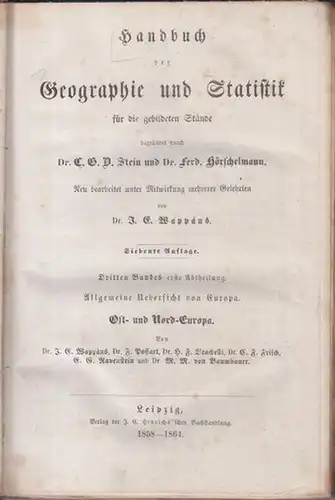 Handbuch
der
Geographie und Statistik
für die gebildeten Stände
begründet durch
Dr. C. G. D. Stein und Dr. Ferd. Hörschelmann.
Neu bearbeitet unter Mitwirkung mehrerer Gelehrten
von
Dr. J. E. Wappäus.
Siebente Auflage.
Dritten Bandes erste Abtheilung.
Allgemeine Uebersicht von Europa.
Ost- und Nord-Europa.
Von
Dr. J. E. Wappäus, Dr. F. Possart, Dr. H. F. Brachelli, Dr. C. F. Frisch,
E. G. Ravenstein und Dr. M. M. von Baumhauer.
Leipzig,
Verlag der J. C. Hinrichs'schen Buchhandlung.
1858—1864.